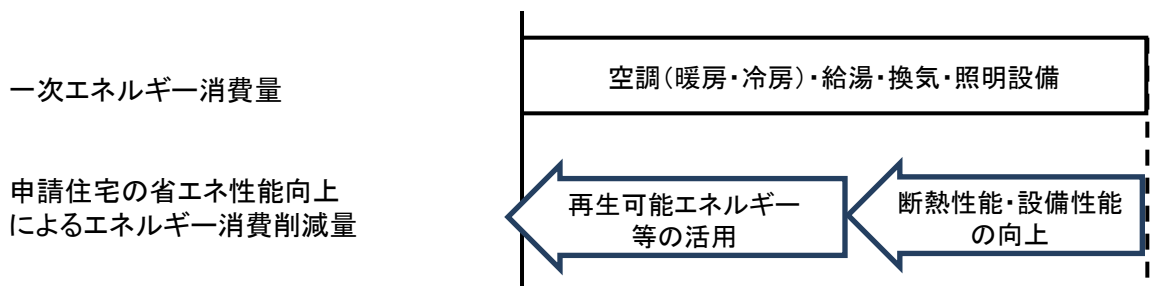 一次エネルギー消費量
空調（暖房・冷房）・給湯・換気・照明設備
申請住宅の省エネ性能向上
によるエネルギー消費削減量
再生可能エネルギー
等の活用
断熱性能・設備性能
の向上